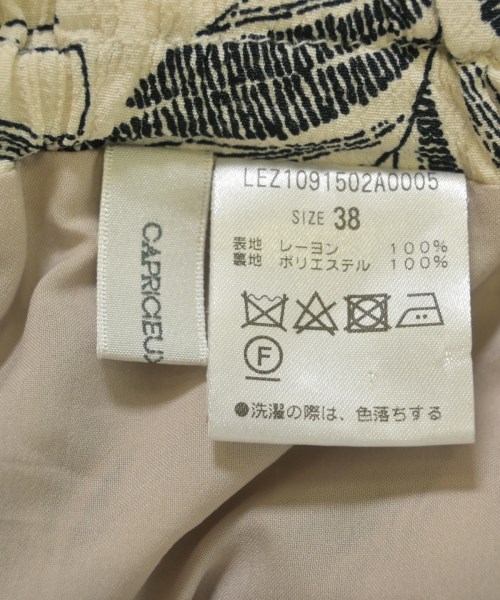 CAPRICIEUX
LEZ1091502A0005
SIZE 38
表地 レーヨン 100%
裏地 ポリエステル 100%
F
●洗濯の際は、色落ちする